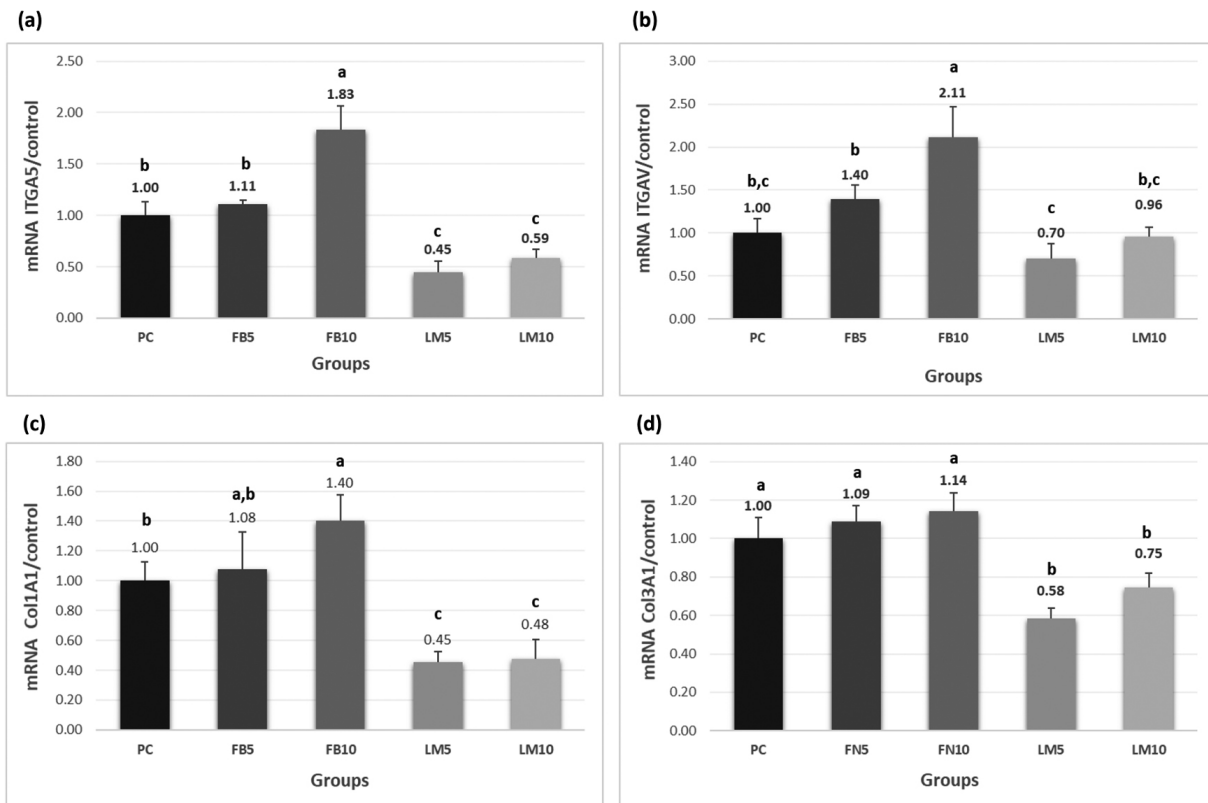 (a)
mRNA ITGA5/control
2.50
2.00
1.50
1.00
0.50
0.00
b
1.00
b
1.11
a
1.83
c
0.45
c
0.59
PC FB5 FB10 LM5 LM10
Groups
(b)
mRNA ITGAV/control
3.00
2.50
2.00
1.50
1.00
0.50
0.00
b,c
1.00
b
1.40
a
2.11
c
0.70
b,c
0.96
PC FB5 FB10 LM5 LM10
Groups
(c)
mRNA Col1A1/control
1.80
1.60
1.40
1.20
1.00
0.80
0.60
0.40
0.20
0.00
b
1.00
a,b
1.08
a
1.40
c
0.45
c
0.48
PC FB5 FB10 LM5 LM10
Groups
(d)
mRNA Col3A1/control
1.40
1.20
1.00
0.80
0.60
0.40
0.20
0.00
a
1.00
a
1.09
a
1.14
b
0.58
b
0.75
PC FN5 FN10 LM5 LM10
Groups